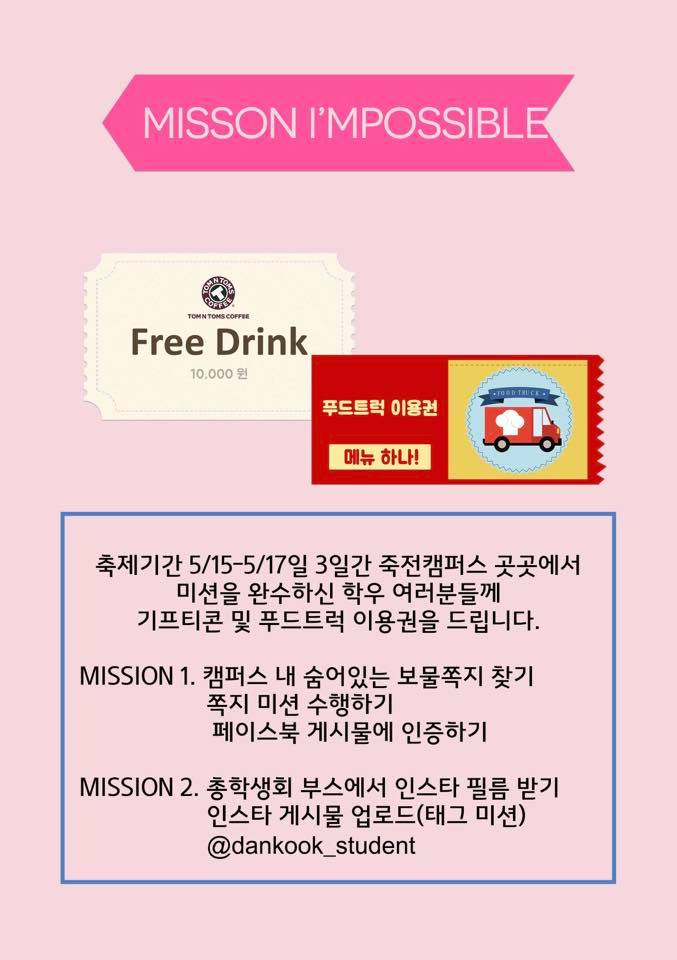 MISSON I'MPOSSIBLE
TOM N TOMS
COFFEE
TOM N TOMS COFFEE
Free Drink
10.000 원
푸드트럭 이용권
메뉴 하나!
FOOD TRUCK
축제기간 5/15-5/17일 3일간 죽전캠퍼스 곳곳에서
미션을 완수하신 학우 여러분들께
기프티콘 및 푸드트럭 이용권을 드립니다.
MISSION 1. 캠퍼스 내 숨어있는 보물쪽지 찾기
쪽지 미션 수행하기
페이스북 게시물에 인증하기
MISSION 2. 총학생회 부스에서 인스타 필름 받기
인스타 게시물 업로드(태그 미션)
@dankook_student